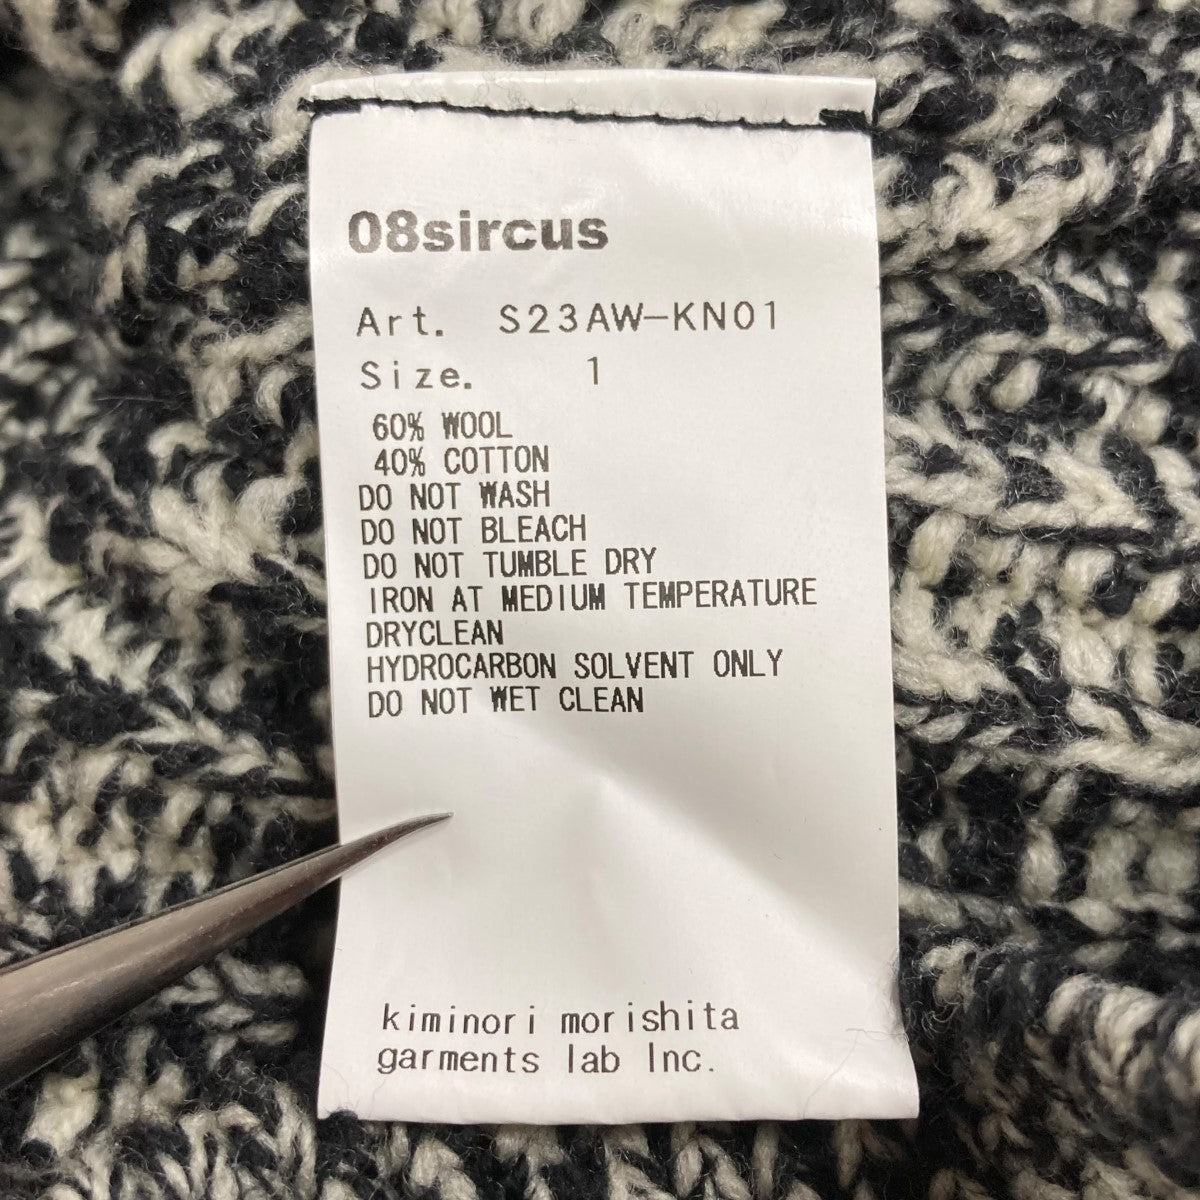 08sircus
Art. S23AW-KN01
Size. 1
60% WOOL
40% COTTON
DO NOT WASH
DO NOT BLEACH
DO NOT TUMBLE DRY
IRON AT MEDIUM TEMPERATURE
DRYCLEAN
HYDROCARBON SOLVENT ONLY
DO NOT WET CLEAN
kiminori morishita
garments lab Inc.